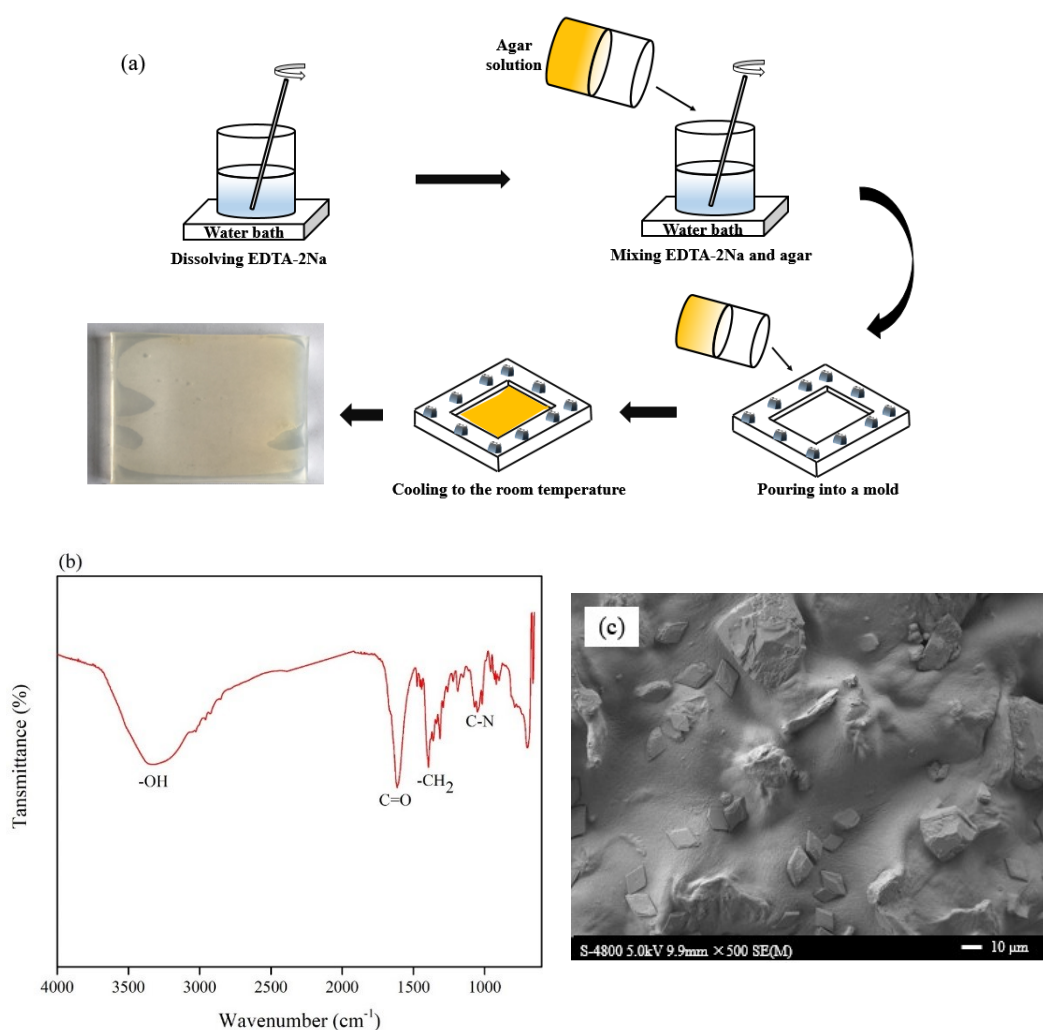 (a)
Agar
solution
Water bath
Dissolving EDTA-2Na
Water bath
Mixing EDTA-2Na and agar
Cooling to the room temperature
Pouring into a mold
(b)
Tansmittance (%)
-OH
C=O
-CH2
C-N
4000 3500 3000 2500 2000 1500 1000
Wavenumber (cm-1)
(c)
S-4800 5.0kV 9.9mm ×500 SE(M)
10 μm